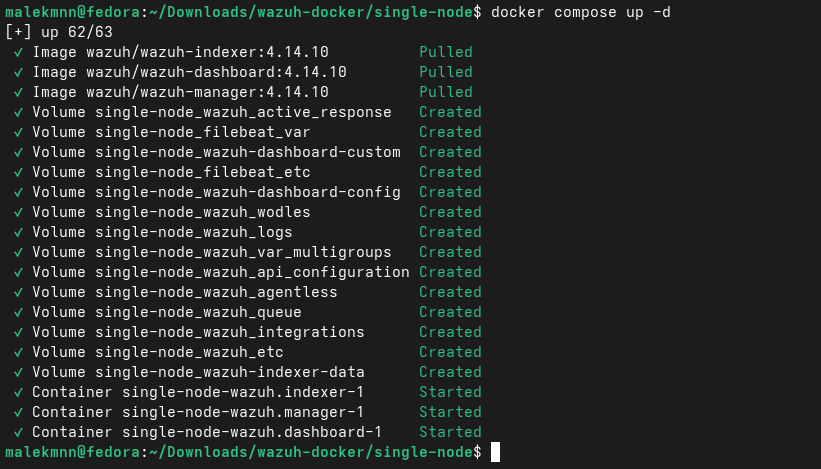 malekmnn@fedora:~/Downloads/wazuh-docker/single-node$ docker compose up -d
[+] up 62/63
✓ Image wazuh/wazuh-indexer:4.14.10 Pulled
✓ Image wazuh/wazuh-dashboard:4.14.10 Pulled
✓ Image wazuh/wazuh-manager:4.14.10 Pulled
✓ Volume single-node_wazuh_active_response Created
✓ Volume single-node_filebeat_var Created
✓ Volume single-node_wazuh-dashboard-custom Created
✓ Volume single-node_filebeat_etc Created
✓ Volume single-node_wazuh-dashboard-config Created
✓ Volume single-node_wazuh_wodles Created
✓ Volume single-node_wazuh_logs Created
✓ Volume single-node_wazuh_var_multigroups Created
✓ Volume single-node_wazuh_api_configuration Created
✓ Volume single-node_wazuh_agentless Created
✓ Volume single-node_wazuh_queue Created
✓ Volume single-node_wazuh_integrations Created
✓ Volume single-node_wazuh_etc Created
✓ Volume single-node_wazuh-indexer-data Created
✓ Container single-node-wazuh.indexer-1 Started
✓ Container single-node-wazuh.manager-1 Started
✓ Container single-node-wazuh.dashboard-1 Started
malekmnn@fedora:~/Downloads/wazuh-docker/single-node$